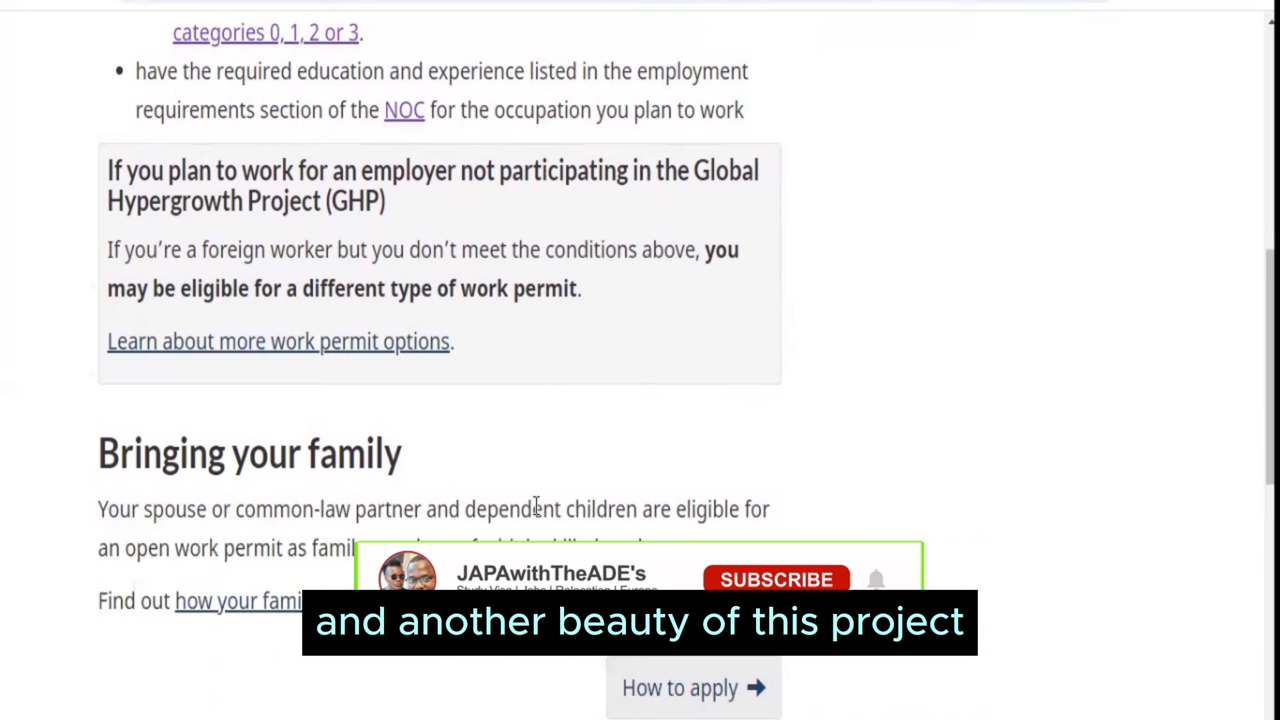 categories 0, 1, 2 or 3.
• have the required education and experience listed in the employment
requirements section of the NOC for the occupation you plan to work
If you plan to work for an employer not participating in the Global
Hypergrowth Project (GHP)
If you’re a foreign worker but you don’t meet the conditions above, you
may be eligible for a different type of work permit.
Learn about more work permit options.
Bringing your family
Your spouse or common-law partner and dependent children are eligible for
an open work permit as
JAPAwithTheADE's
SUBSCRIBE
Study Visa | Jobs | Relocation | Europe
Find out how your
and another beauty of this project
How to apply